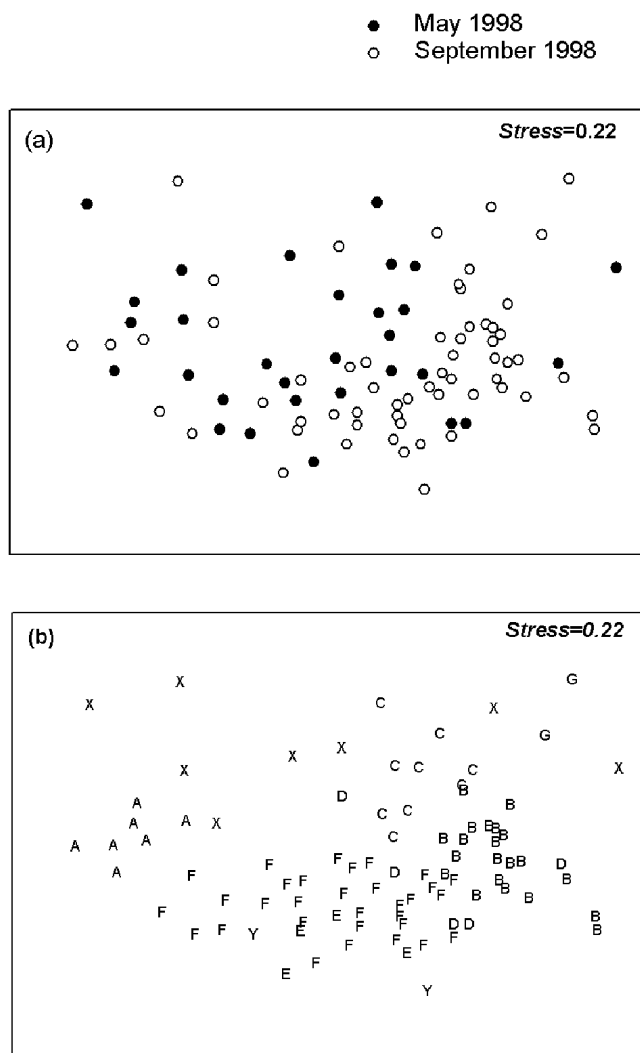 May 1998
September 1998
(a) Stress=0.22
(b) Stress=0.22
X G
X C X
C G
X X
X C C C X
C B
A D B
C C
A A X B B B
A C B B B B
A A
F B B
F F F B B D
A F D F B
F F F B B
F F F B
F F F F B B
F F
F E F F B
F F F D D
F F Y E B
F F
F F
E
F
E
Y